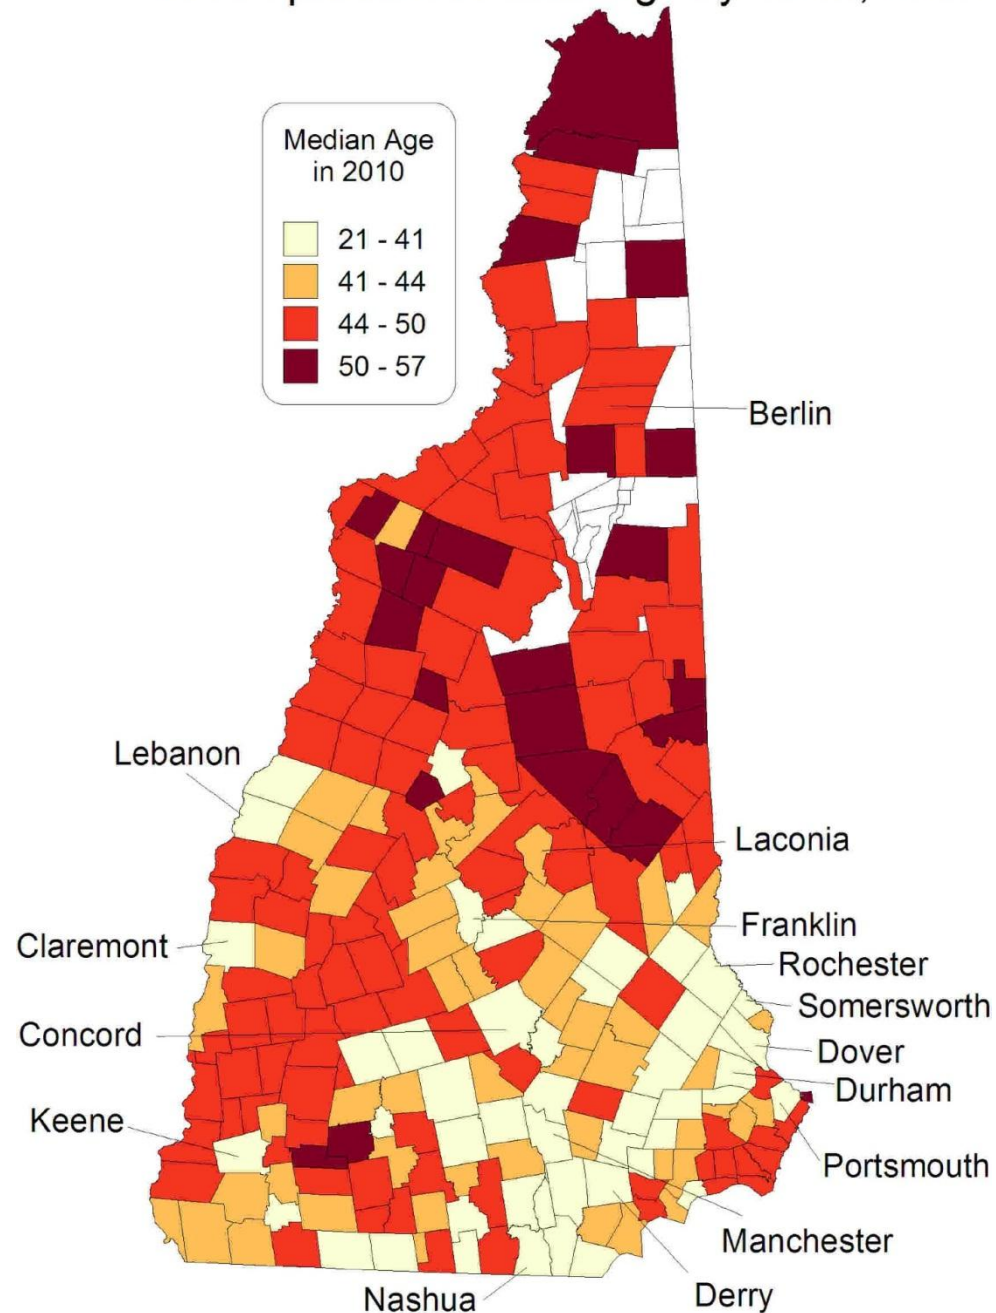 Median Age
in 2010
21 - 41
41 - 44
44 - 50
50 - 57
Berlin
Lebanon
Laconia
Claremont
Franklin
Rochester
Somersworth
Concord
Dover
Durham
Keene
Portsmouth
Manchester
Derry
Nashua